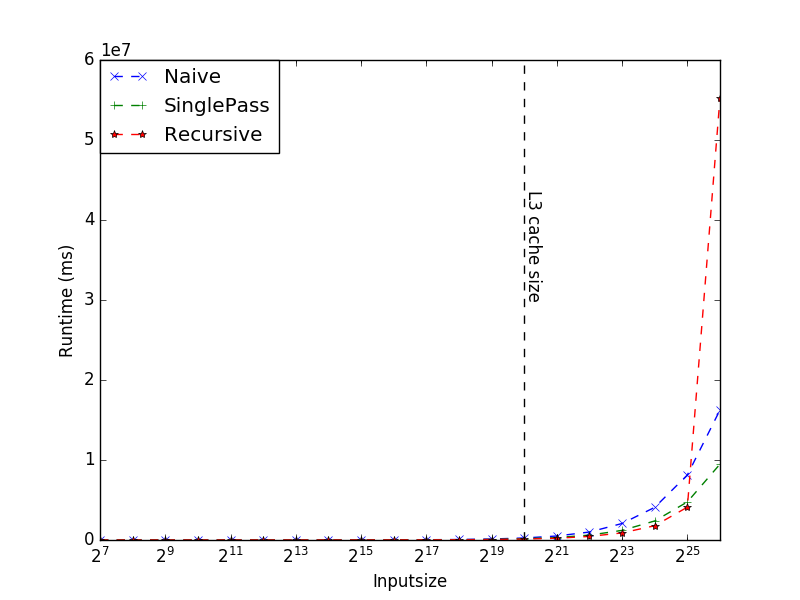 1e7
6
Naive
SinglePass
Recursive
5
4
L3 cache size
3
2
1
0
Runtime (ms)
2^7 2^9 2^11 2^13 2^15 2^17 2^19 2^21 2^23 2^25
Inputsize